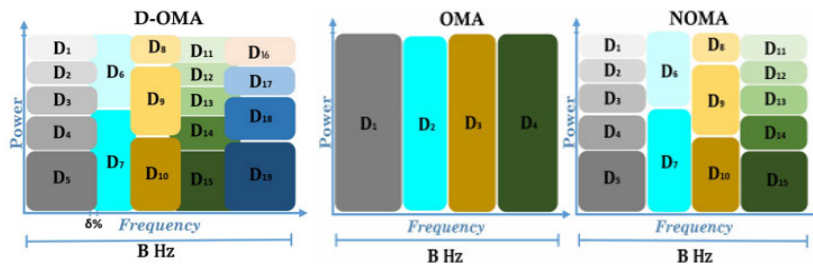 D-OMA
OMA
NOMA
Power
D₁
D₂
D₃
D₄
D₅
D₆
D₇
D₈
D₉
D₁₀
D₁₁
D₁₂
D₁₃
D₁₄
D₁₅
D₁₆
D₁₇
D₁₈
D₁₉
δ%
Frequency
B Hz
Power
D₁
D₂
D₃
D₄
Frequency
B Hz
Power
D₁
D₂
D₃
D₄
D₅
D₆
D₇
D₈
D₉
D₁₀
D₁₁
D₁₂
D₁₃
D₁₄
D₁₅
Frequency
B Hz